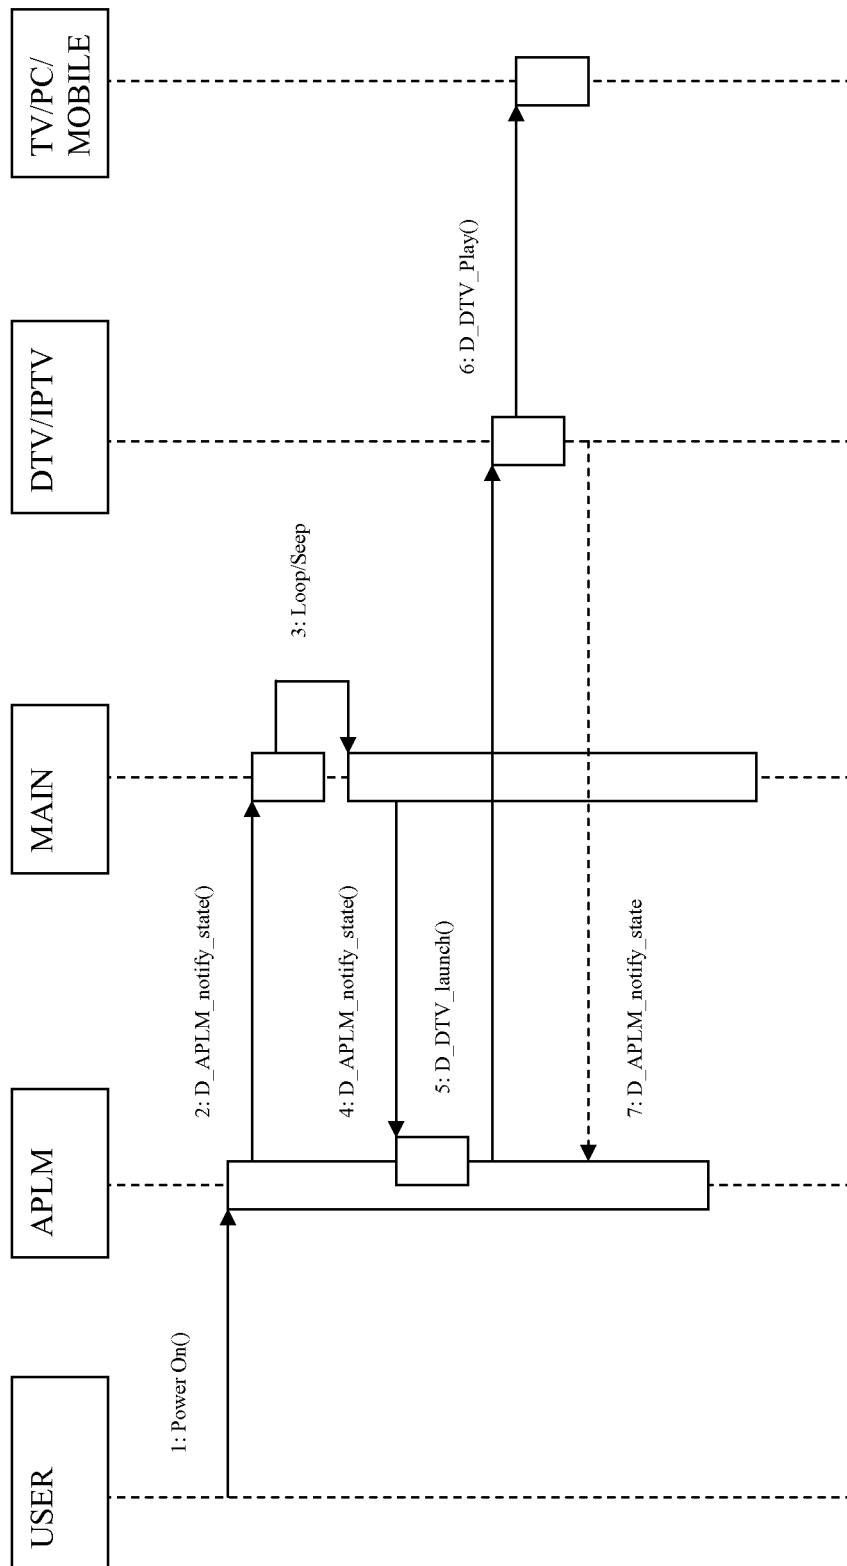 USER
APLM
MAIN
DTV/IPTV
TV/PC/
MOBILE
1: Power On()
2: D_APLM_notify_state()
3: Loop/Seep
4: D_APLM_notify_state()
5: D_DTV_launch()
6: D_DTV_Play()
7: D_APLM_notify_state